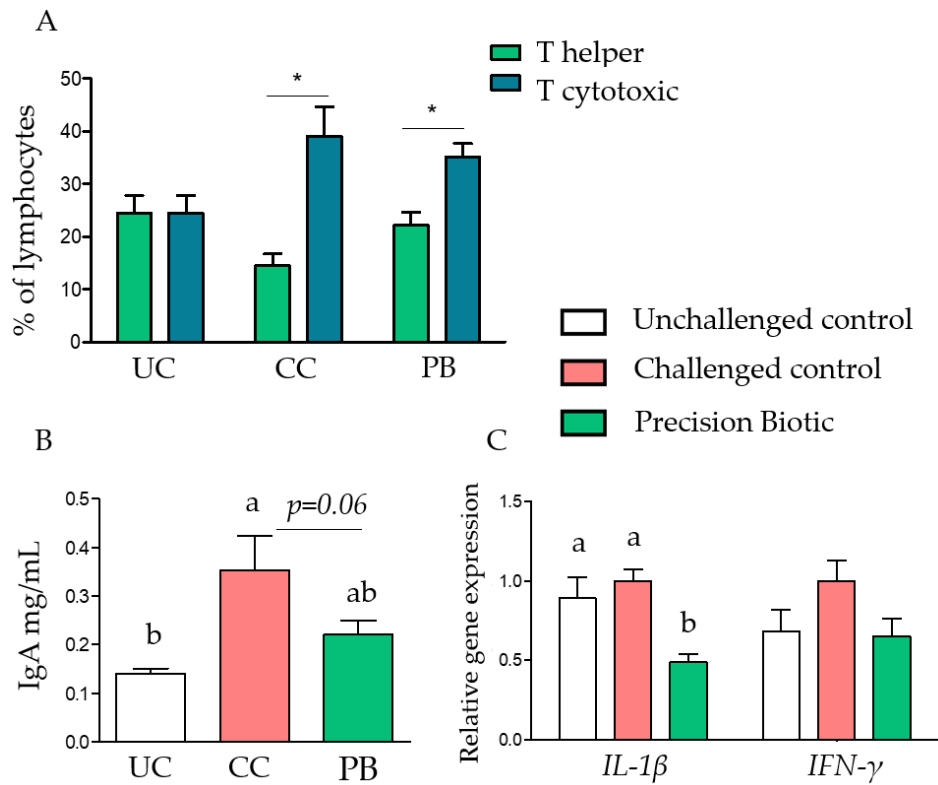 A
T helper
T cytotoxic
% of lymphocytes
50
40
30
20
10
0
*
*
UC
CC
PB
Unchallenged control
Challenged control
Precision Biotic
B
IgA mg/mL
0.5
0.4
0.3
0.2
0.1
0.0
b
a
p=0.06
ab
UC
CC
PB
C
Relative gene expression
1.5
1.0
0.5
0.0
a
a
b
IL-1β
IFN-γ